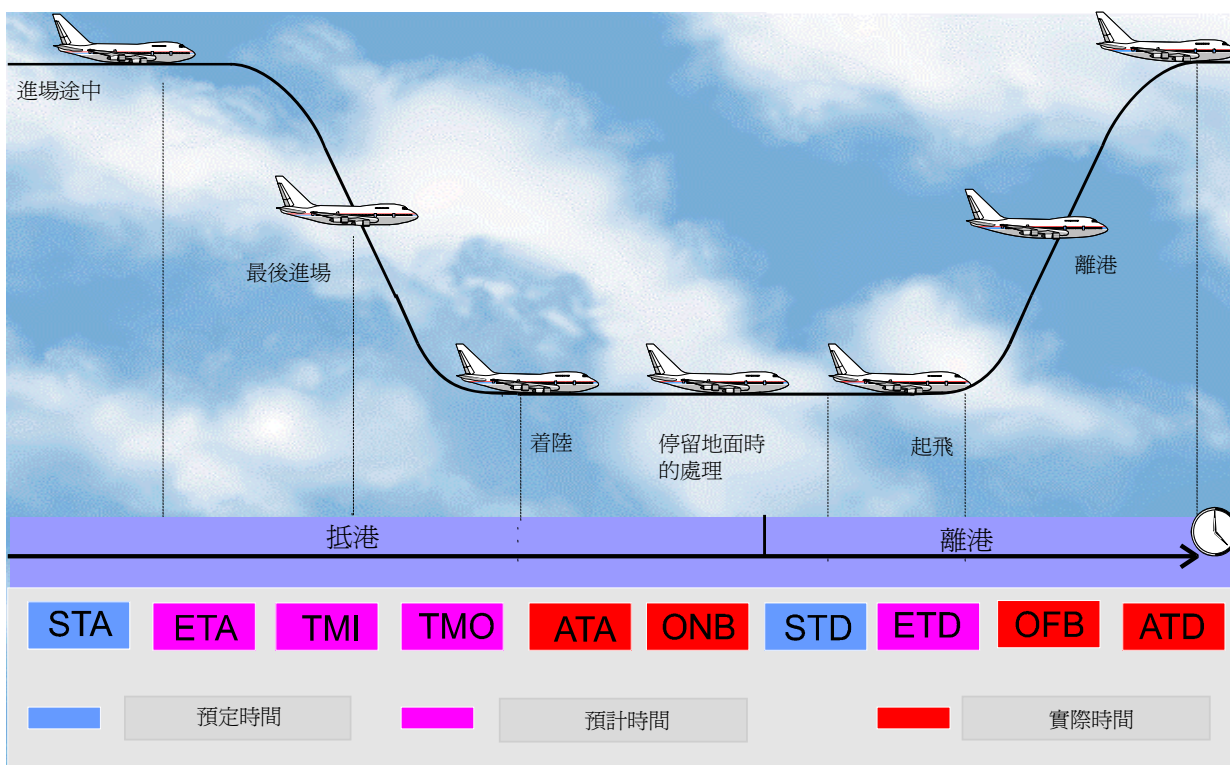 進場途中
最後進場
離港
着陸
停留地面時
的處理
起飛
抵港
離港
STA
ETA
TMI
TMO
ATA
ONB
STD
ETD
OFB
ATD
預定時間
預計時間
實際時間